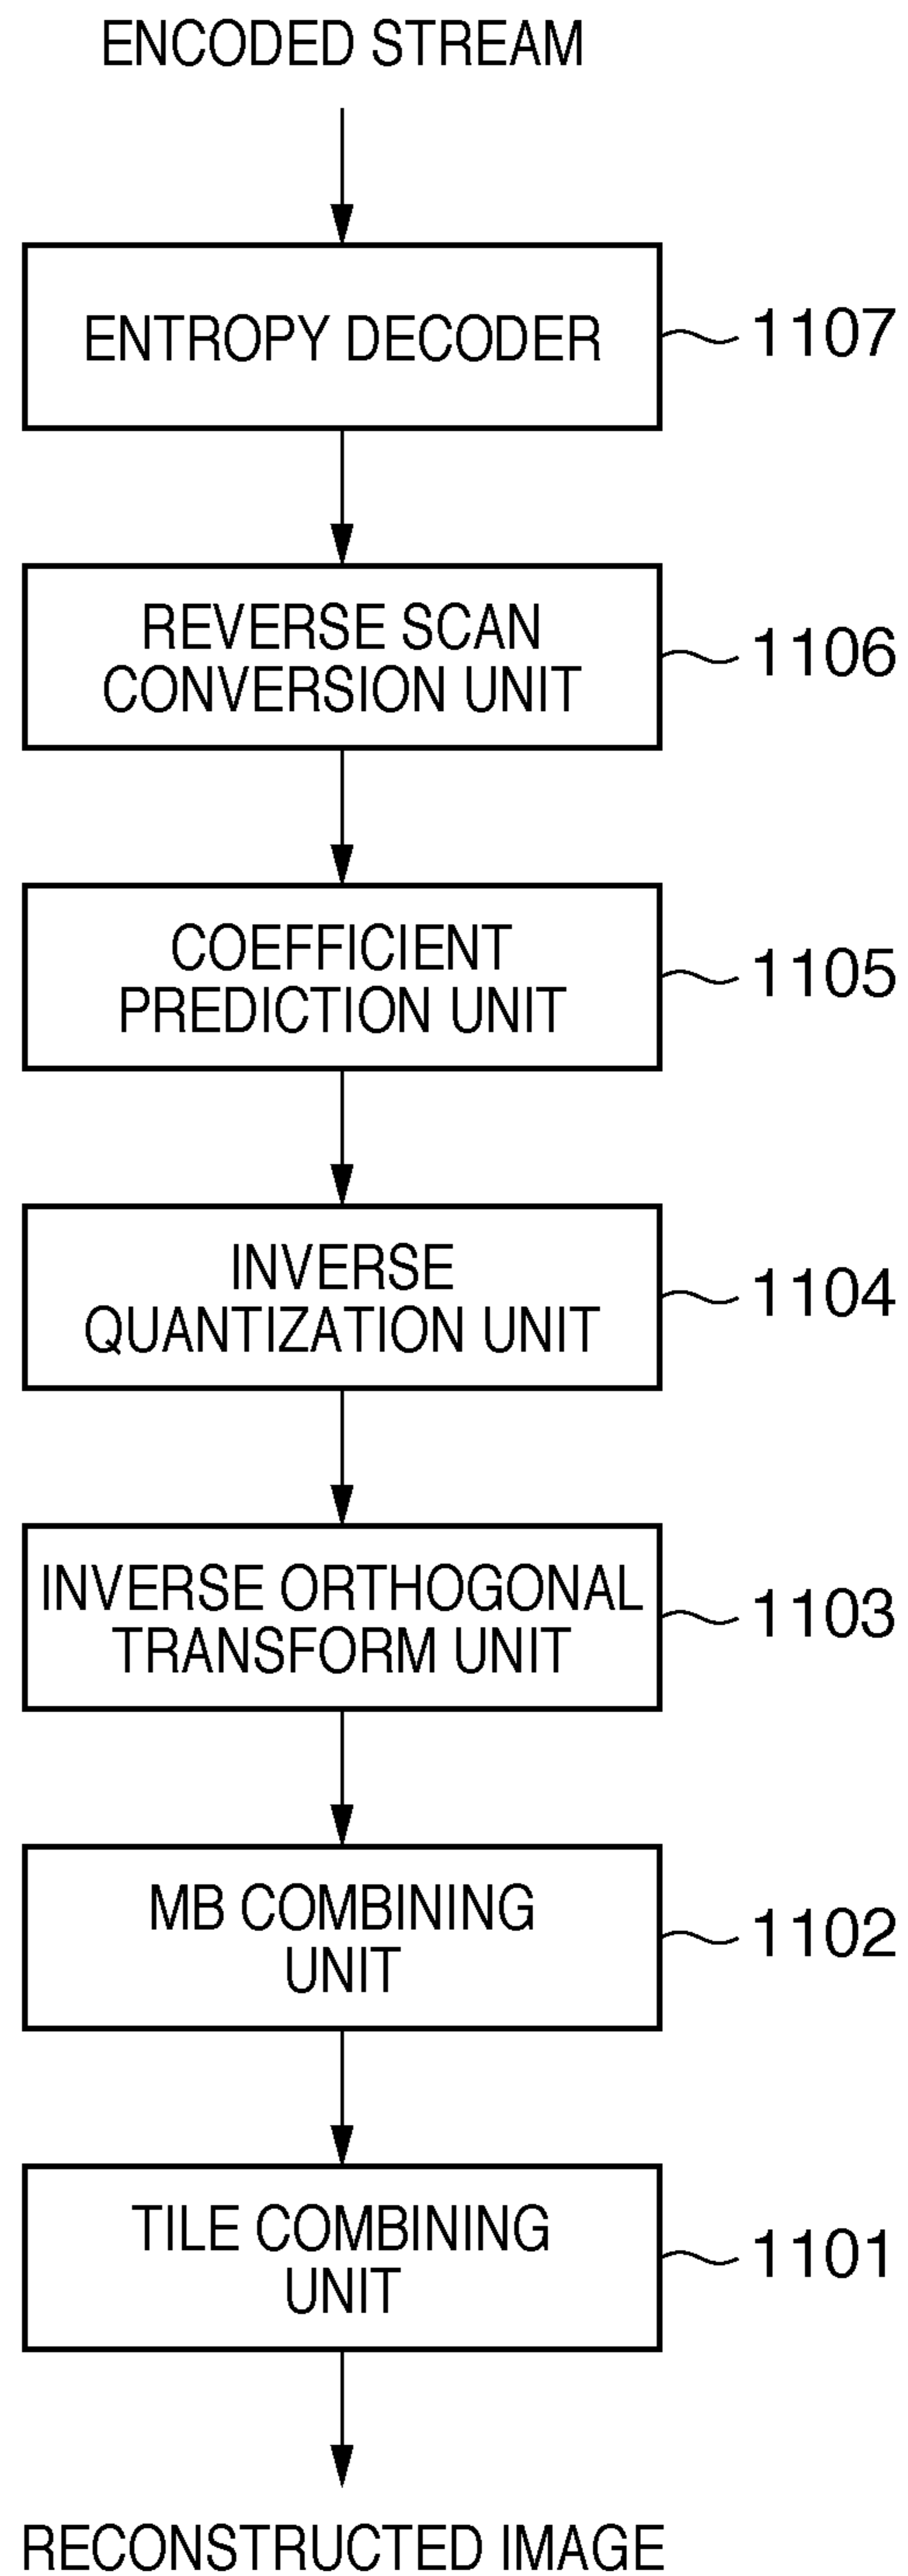 ENCODED STREAM
ENTROPY DECODER
1107
REVERSE SCAN
CONVERSION UNIT
1106
COEFFICIENT
PREDICTION UNIT
1105
INVERSE
QUANTIZATION UNIT
1104
INVERSE ORTHOGONAL
TRANSFORM UNIT
1103
MB COMBINING
UNIT
1102
TILE COMBINING
UNIT
1101
RECONSTRUCTED IMAGE